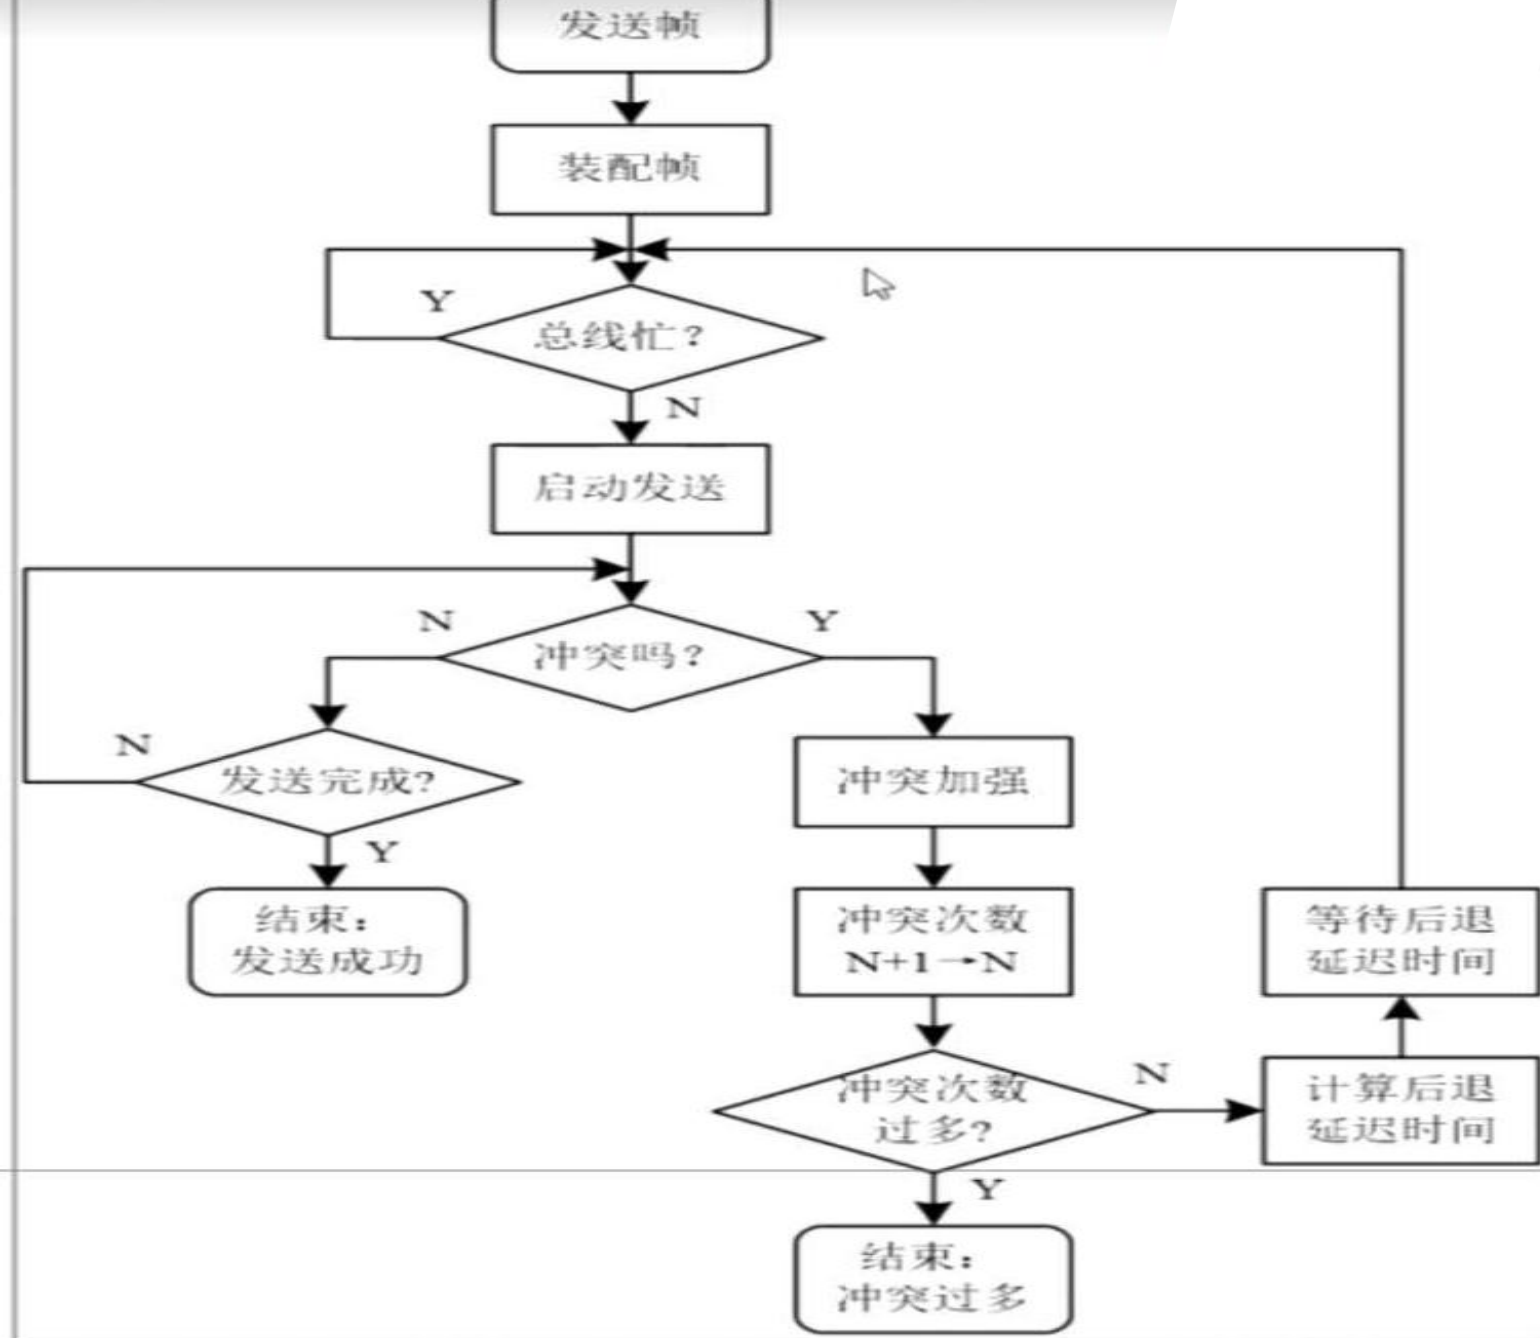 发送帧
装配帧
Y
总线忙?
N
启动发送
N
Y
冲突吗?
N
发送完成?
冲突加强
Y
结束:
发送成功
冲突次数
N+1→N
等待后退
延迟时间
冲突次数
过多?
N
计算后退
延迟时间
Y
结束:
冲突过多